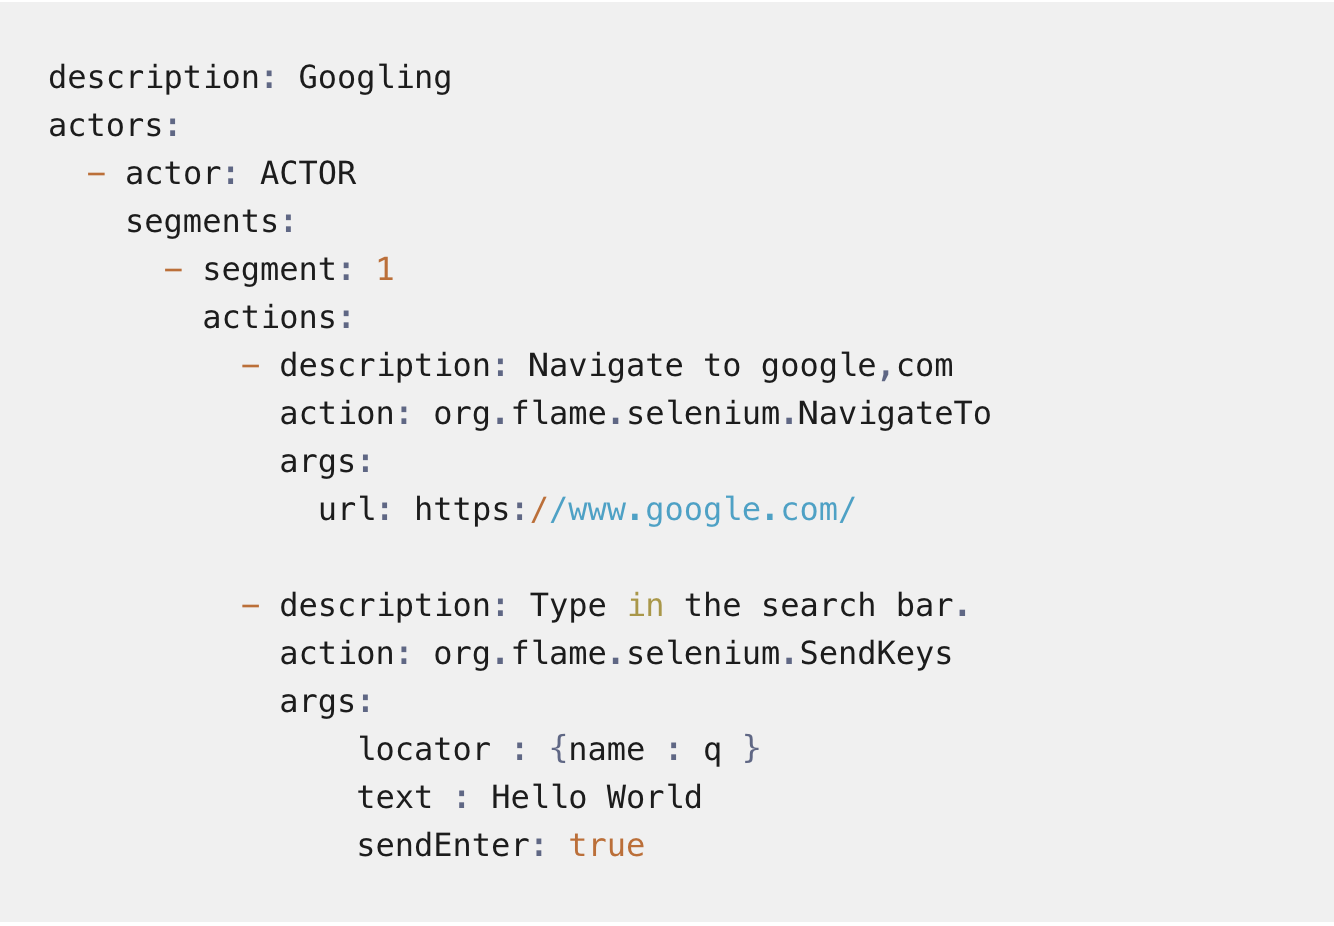 description: Googling
actors:
  - actor: ACTOR
    segments:
      - segment: 1
        actions:
          - description: Navigate to google,com
            action: org.flame.selenium.NavigateTo
            args:
              url: https://www.google.com/

          - description: Type in the search bar.
            action: org.flame.selenium.SendKeys
            args:
                locator : {name : q }
                text : Hello World
                sendEnter: true